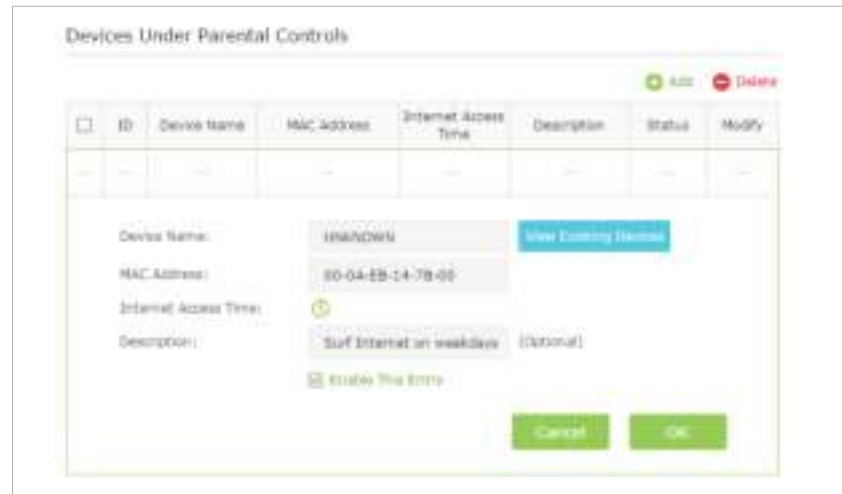 Devices Under Parental Controls
Add Delete
ID Device Name MAC Address Internet Access Time Description Status Modify
--- --- --- --- --- --- --- ---
Device Name: UNKNOWN View Existing Devices
MAC Address: 00-0A-EB-14-7B-00
Internet Access Time:
Description: Surf Internet on weekdays (Optional)
Enable This Entry
Cancel OK